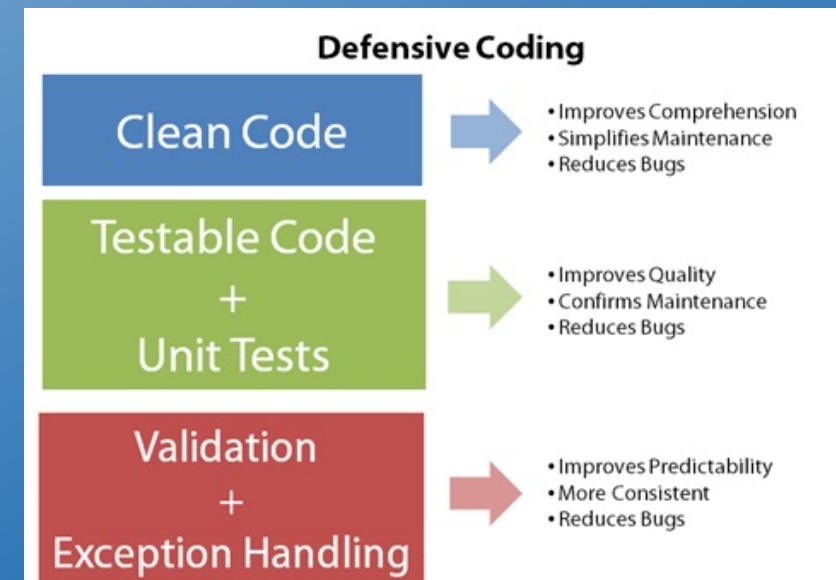 Defensive Coding
Clean Code
• Improves Comprehension
• Simplifies Maintenance
• Reduces Bugs
Testable Code
+
Unit Tests
• Improves Quality
• Confirms Maintenance
• Reduces Bugs
Validation
+
Exception Handling
• Improves Predictability
• More Consistent
• Reduces Bugs